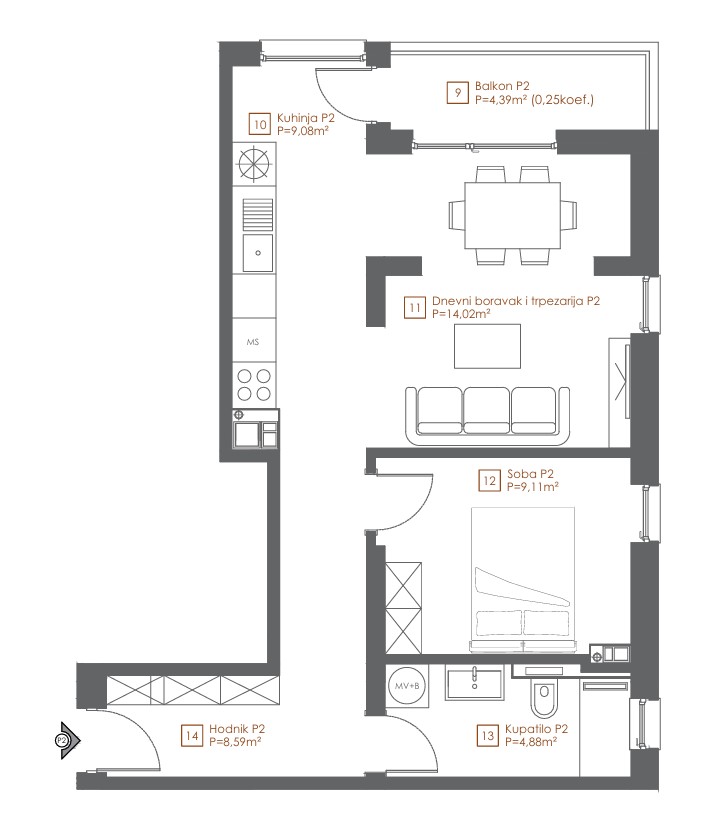 9
Balkon P2
P=4,39m² (0,25koef.)
10
Kuhinja P2
P=9,08m²
11
Dnevni boravak i trpezarija P2
P=14,02m²
MS
12
Soba P2
P=9,11m²
MV+B
14
Hodnik P2
P=8,59m²
13
Kupatilo P2
P=4,88m²
P2